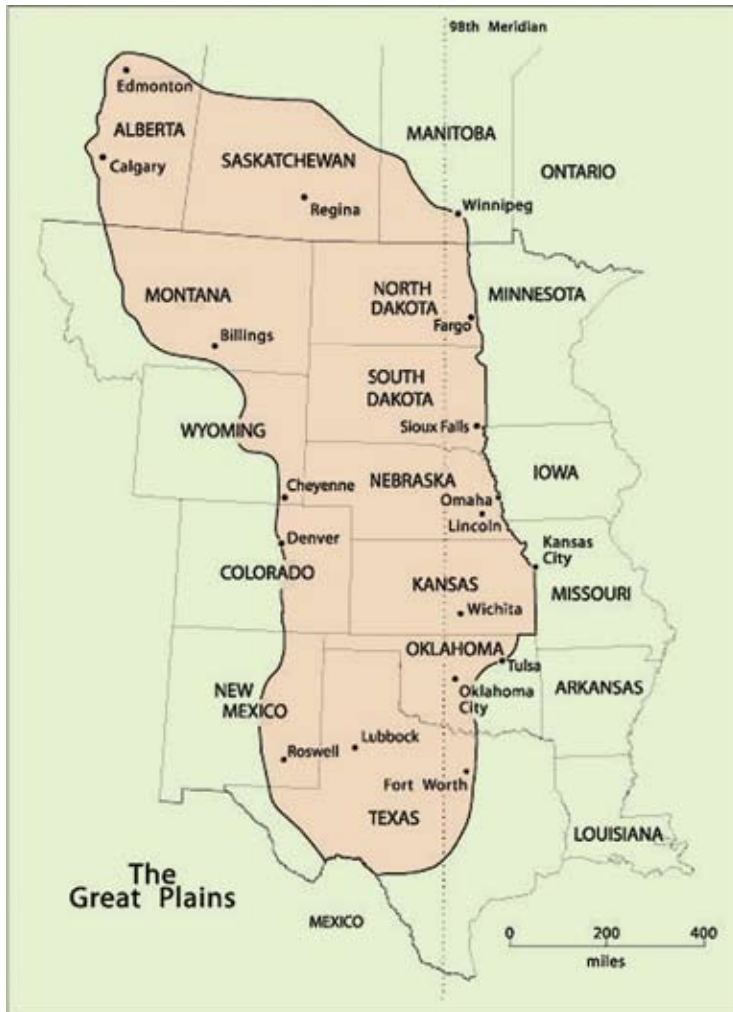 98th Meridian
Edmonton
ALBERTA
MANITOBA
Calgary
SASKATCHEWAN
ONTARIO
Regina
Winnipeg
MONTANA
NORTH
DAKOTA
MINNESOTA
Fargo
Billings
SOUTH
DAKOTA
WYOMING
Sioux Falls
Cheyenne
NEBRASKA
IOWA
Omaha
Lincoln
Denver
Kansas
City
COLORADO
KANSAS
MISSOURI
Wichita
OKLAHOMA
Tulsa
NEW
MEXICO
Oklahoma
City
ARKANSAS
Roswell
Lubbock
Fort Worth
TEXAS
LOUISIANA
The
Great Plains
MEXICO
0 200 400
miles